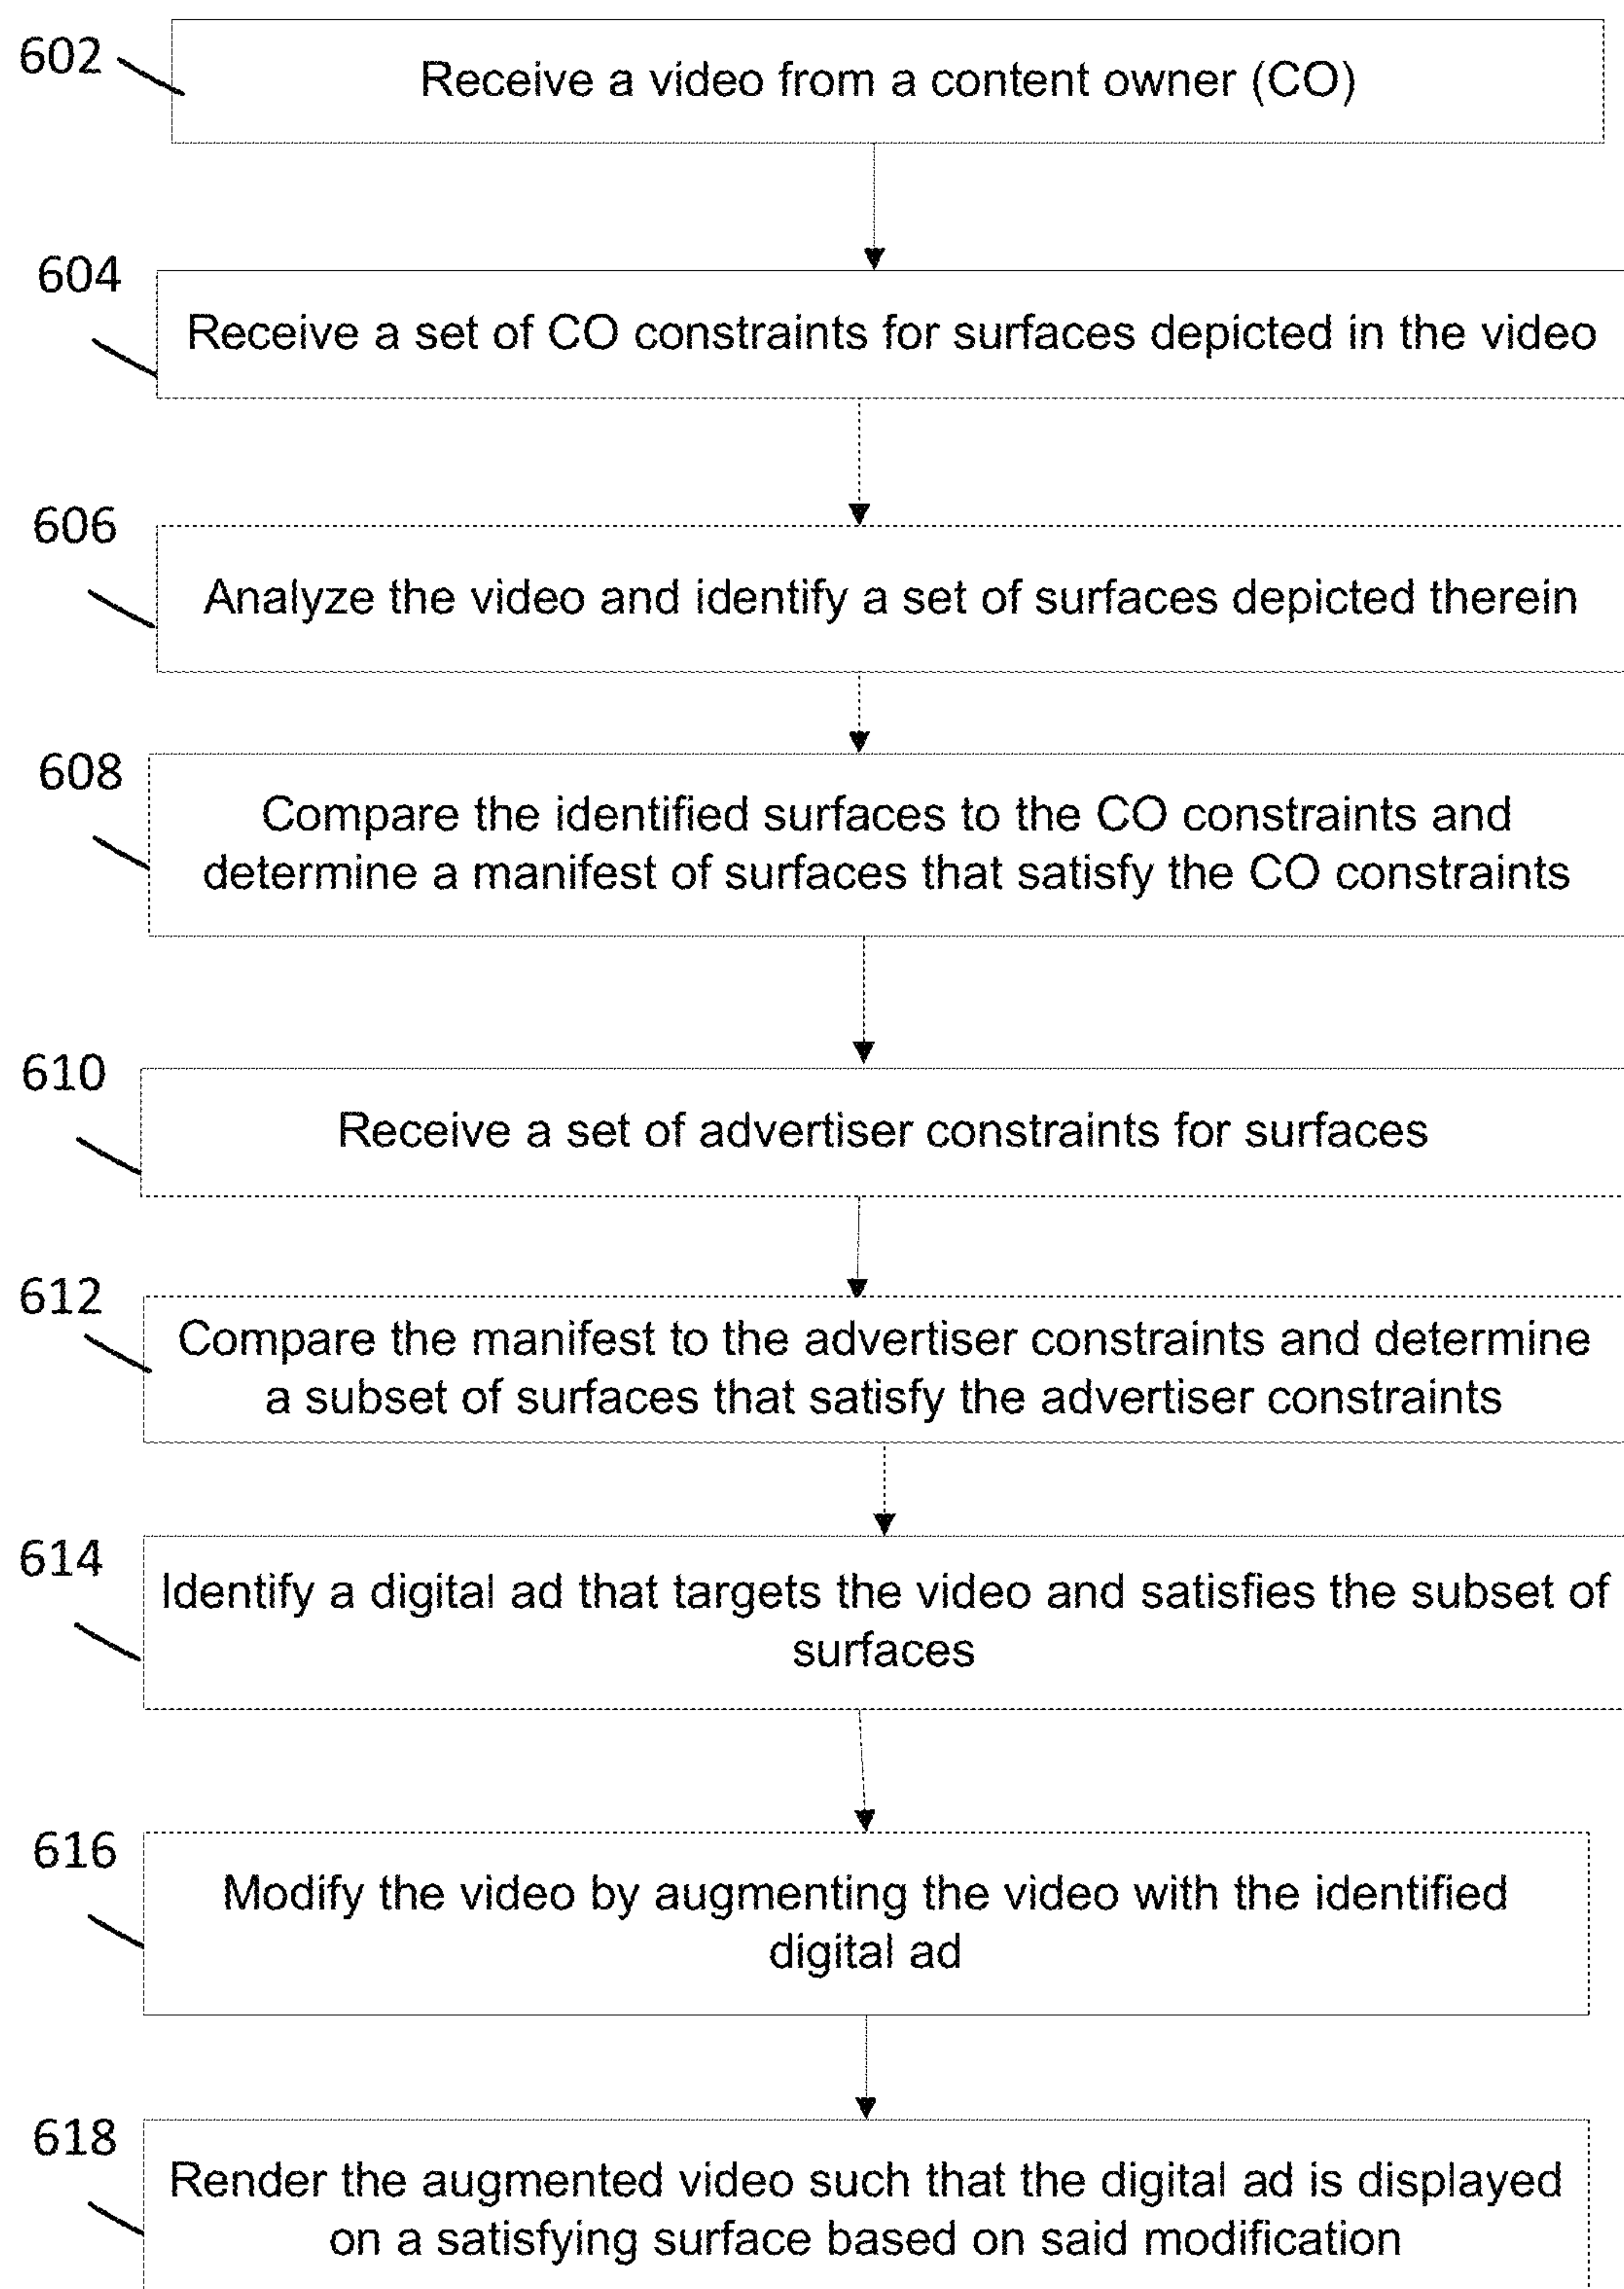 602
Receive a video from a content owner (CO)
604
Receive a set of CO constraints for surfaces depicted in the video
606
Analyze the video and identify a set of surfaces depicted therein
608
Compare the identified surfaces to the CO constraints and
determine a manifest of surfaces that satisfy the CO constraints
610
Receive a set of advertiser constraints for surfaces
612
Compare the manifest to the advertiser constraints and determine
a subset of surfaces that satisfy the advertiser constraints
614
Identify a digital ad that targets the video and satisfies the subset of
surfaces
616
Modify the video by augmenting the video with the identified
digital ad
618
Render the augmented video such that the digital ad is displayed
on a satisfying surface based on said modification